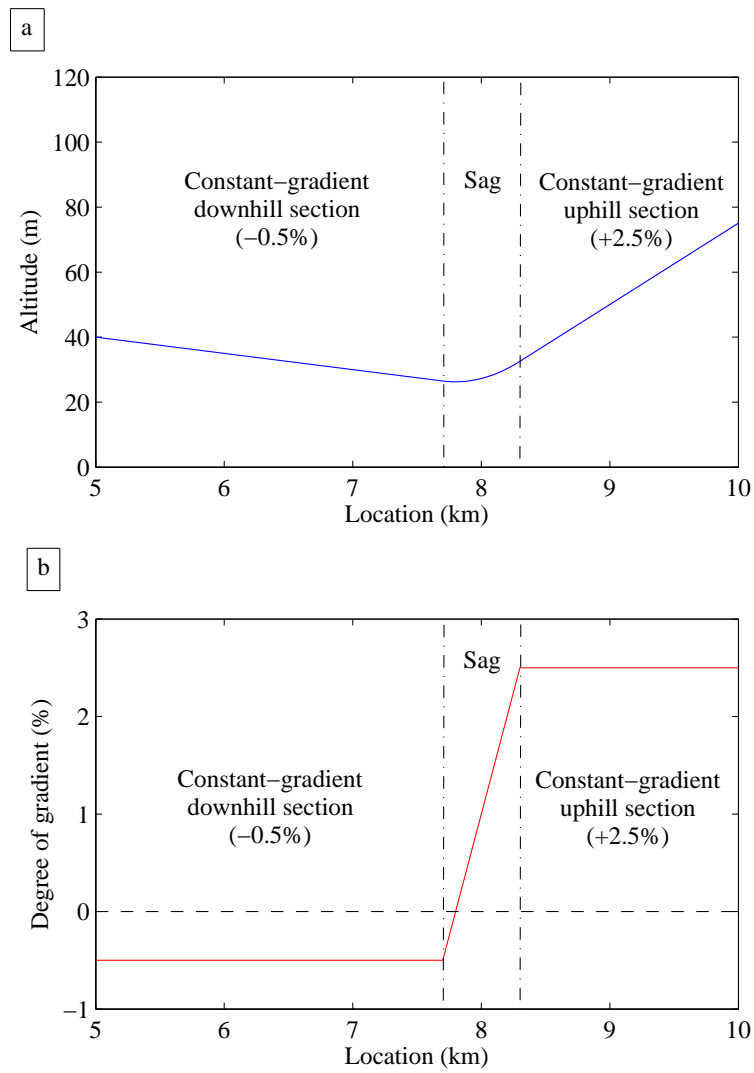 a
120
100
80
60
40
20
0
Altitude (m)
Constant−gradient
downhill section
(−0.5%)
Sag
Constant−gradient
uphill section
(+2.5%)
5 6 7 8 9 10
Location (km)
b
3
2
1
0
−1
Degree of gradient (%)
Sag
Constant−gradient
downhill section
(−0.5%)
Constant−gradient
uphill section
(+2.5%)
5 6 7 8 9 10
Location (km)